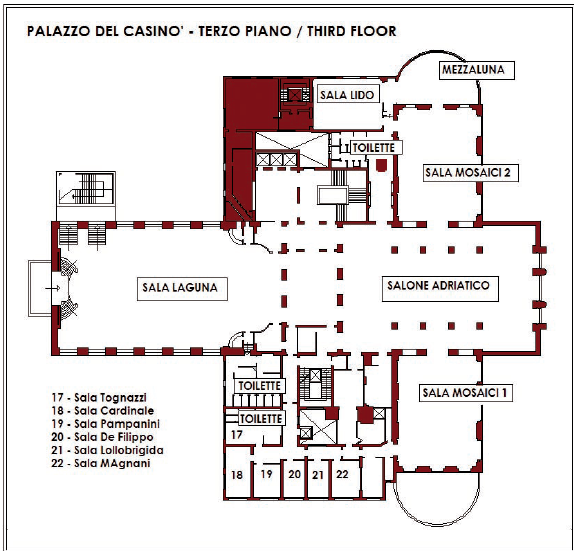 PALAZZO DEL CASINO' - TERZO PIANO / THIRD FLOOR
MEZZALUNA
SALA LIDO
TOILETTE
SALA MOSAICI 2
SALA LAGUNA
SALONE ADRIATICO
TOILETTE
SALA MOSAICI 1
TOILETTE
17
17 - Sala Tognazzi
18 - Sala Cardinale
19 - Sala Pampanini
20 - Sala De Filippo
21 - Sala Lollobrigida
22 - Sala MAgnani
18 19 20 21 22